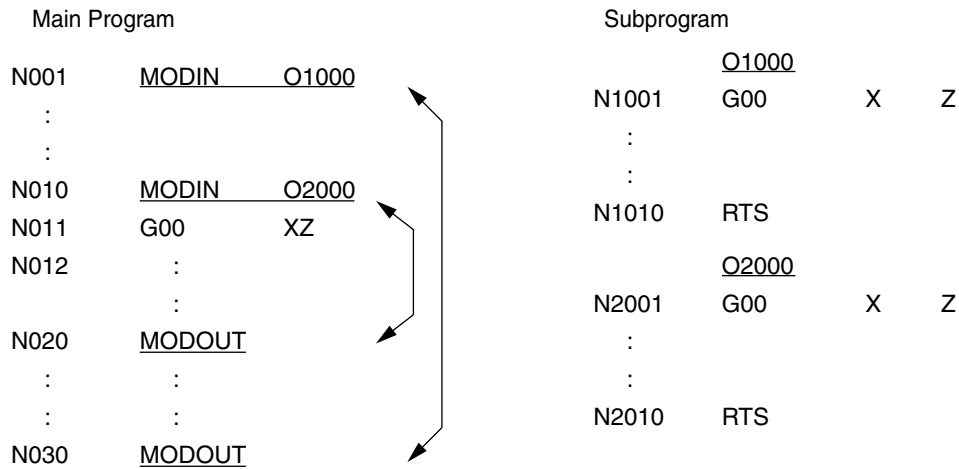 Main Program
N001 MODIN O1000
:
:
N010 MODIN O2000
N011 G00 XZ
N012 :
:
N020 MODOUT
: :
: :
N030 MODOUT
Subprogram
O1000
N1001 G00 X Z
:
:
N1010 RTS
O2000
N2001 G00 X Z
:
:
N2010 RTS